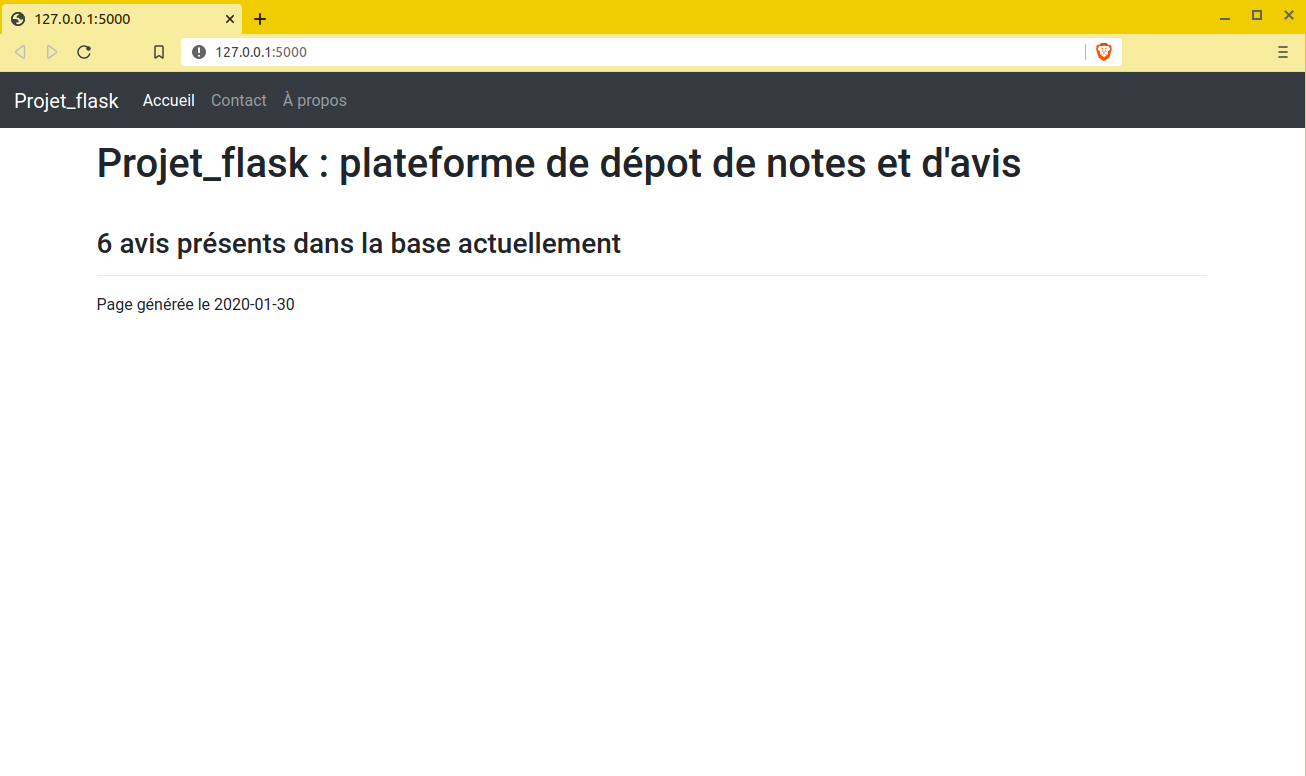 127.0.0.1:5000
127.0.0.1:5000
Projet_flask Accueil Contact À propos
Projet_flask : plateforme de dépot de notes et d'avis
6 avis présents dans la base actuellement
Page générée le 2020-01-30